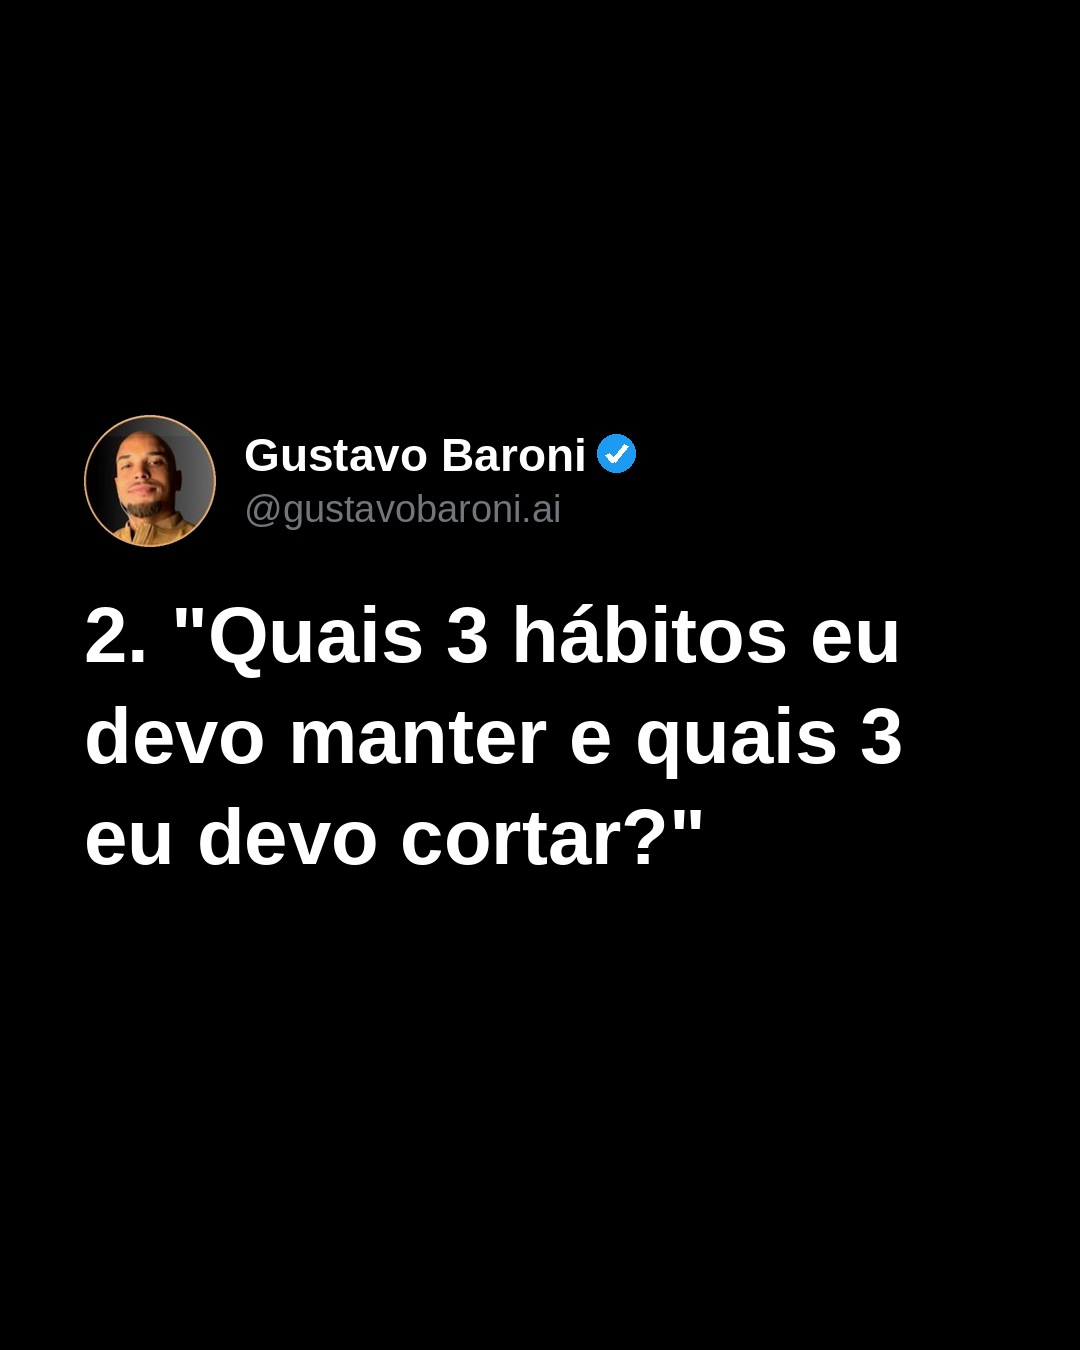 Gustavo Baroni
@gustavobaroni.ai
2. "Quais 3 hábitos eu
devo manter e quais 3
eu devo cortar?"